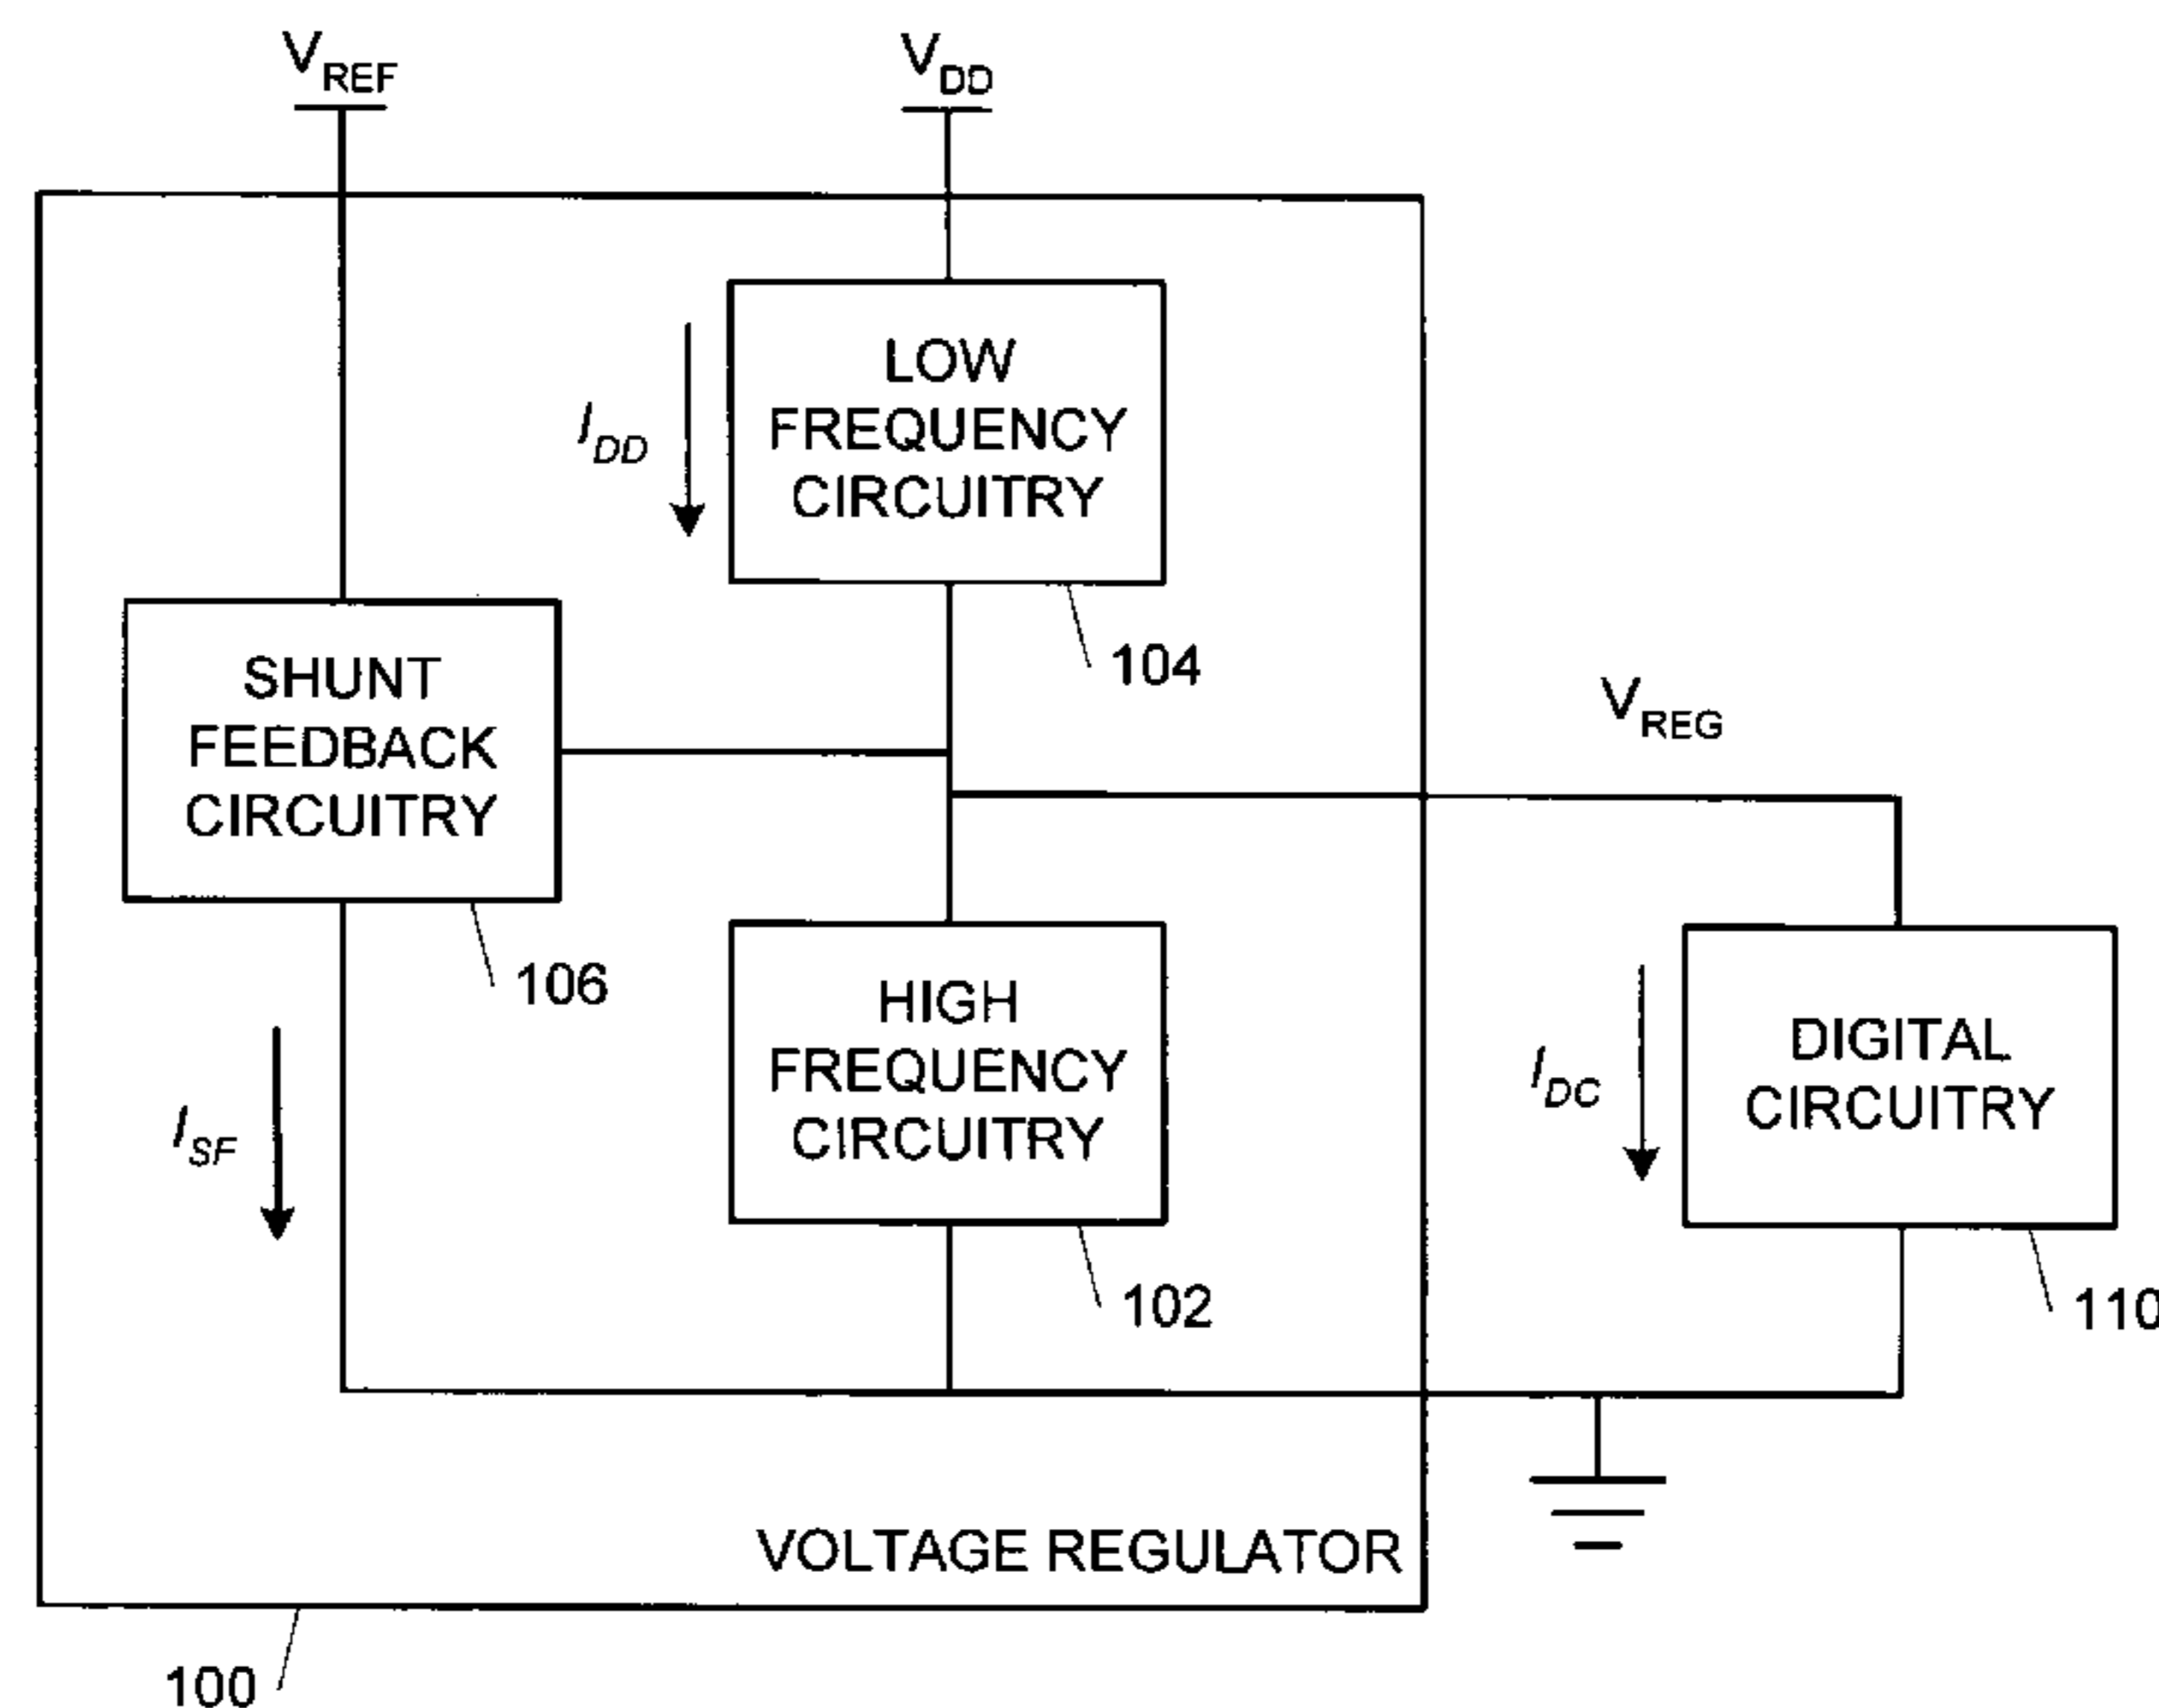 VREF
VDD
LOW
FREQUENCY
CIRCUITRY
IDD
104
SHUNT
FEEDBACK
CIRCUITRY
106
VREG
HIGH
FREQUENCY
CIRCUITRY
102
ISF
IDC
DIGITAL
CIRCUITRY
110
VOLTAGE REGULATOR
100